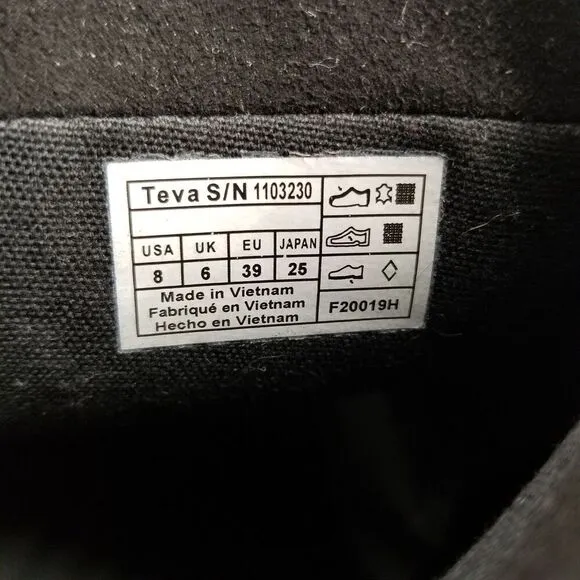 Teva S/N 1103230
USA UK EU JAPAN
8 6 39 25
Made in Vietnam
Fabriqué en Vietnam
Hecho en Vietnam
F20019H